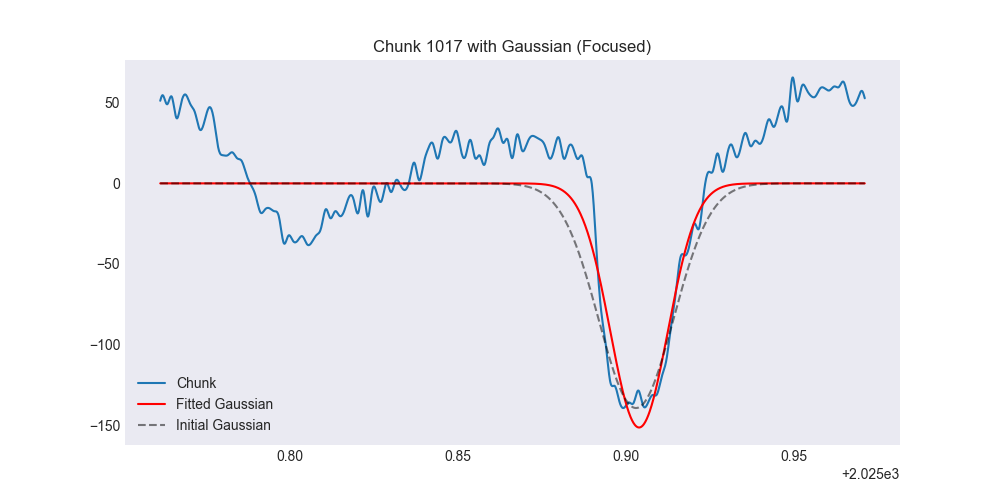 Chunk 1017 with Gaussian (Focused)
50
0
−50
−100
−150
Chunk
Fitted Gaussian
Initial Gaussian
0.80 0.85 0.90 0.95
+2.025e3